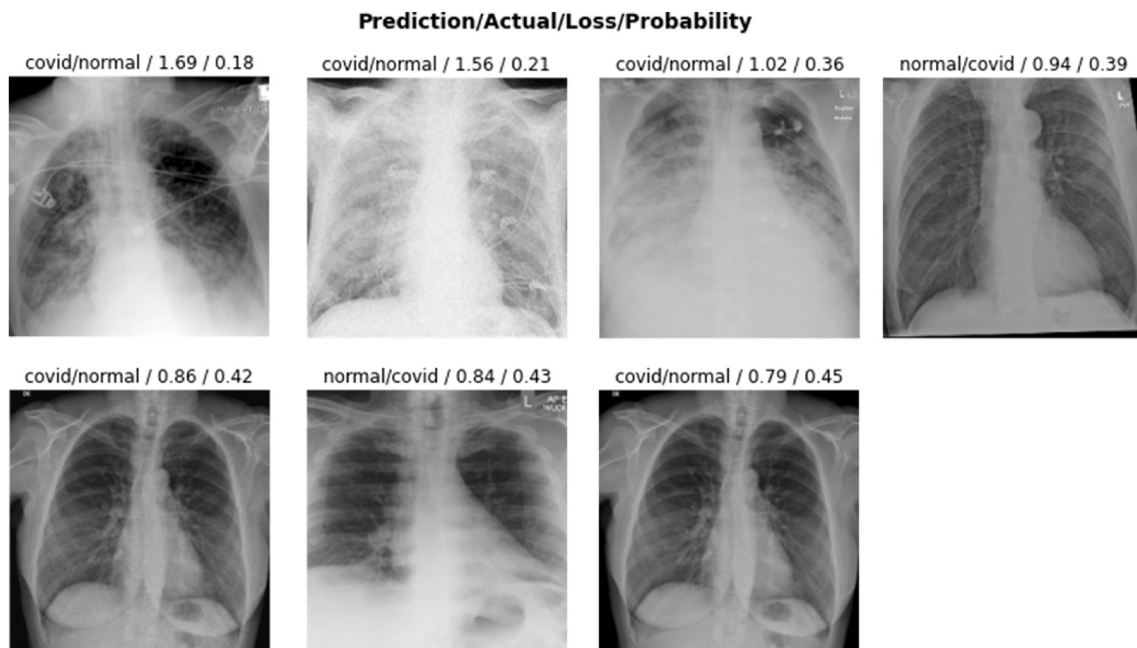 Prediction/Actual/Loss/Probability
covid/normal / 1.69 / 0.18
covid/normal / 1.56 / 0.21
covid/normal / 1.02 / 0.36
normal/covid / 0.94 / 0.39
L
L
covid/normal / 0.86 / 0.42
normal/covid / 0.84 / 0.43
covid/normal / 0.79 / 0.45
L AP